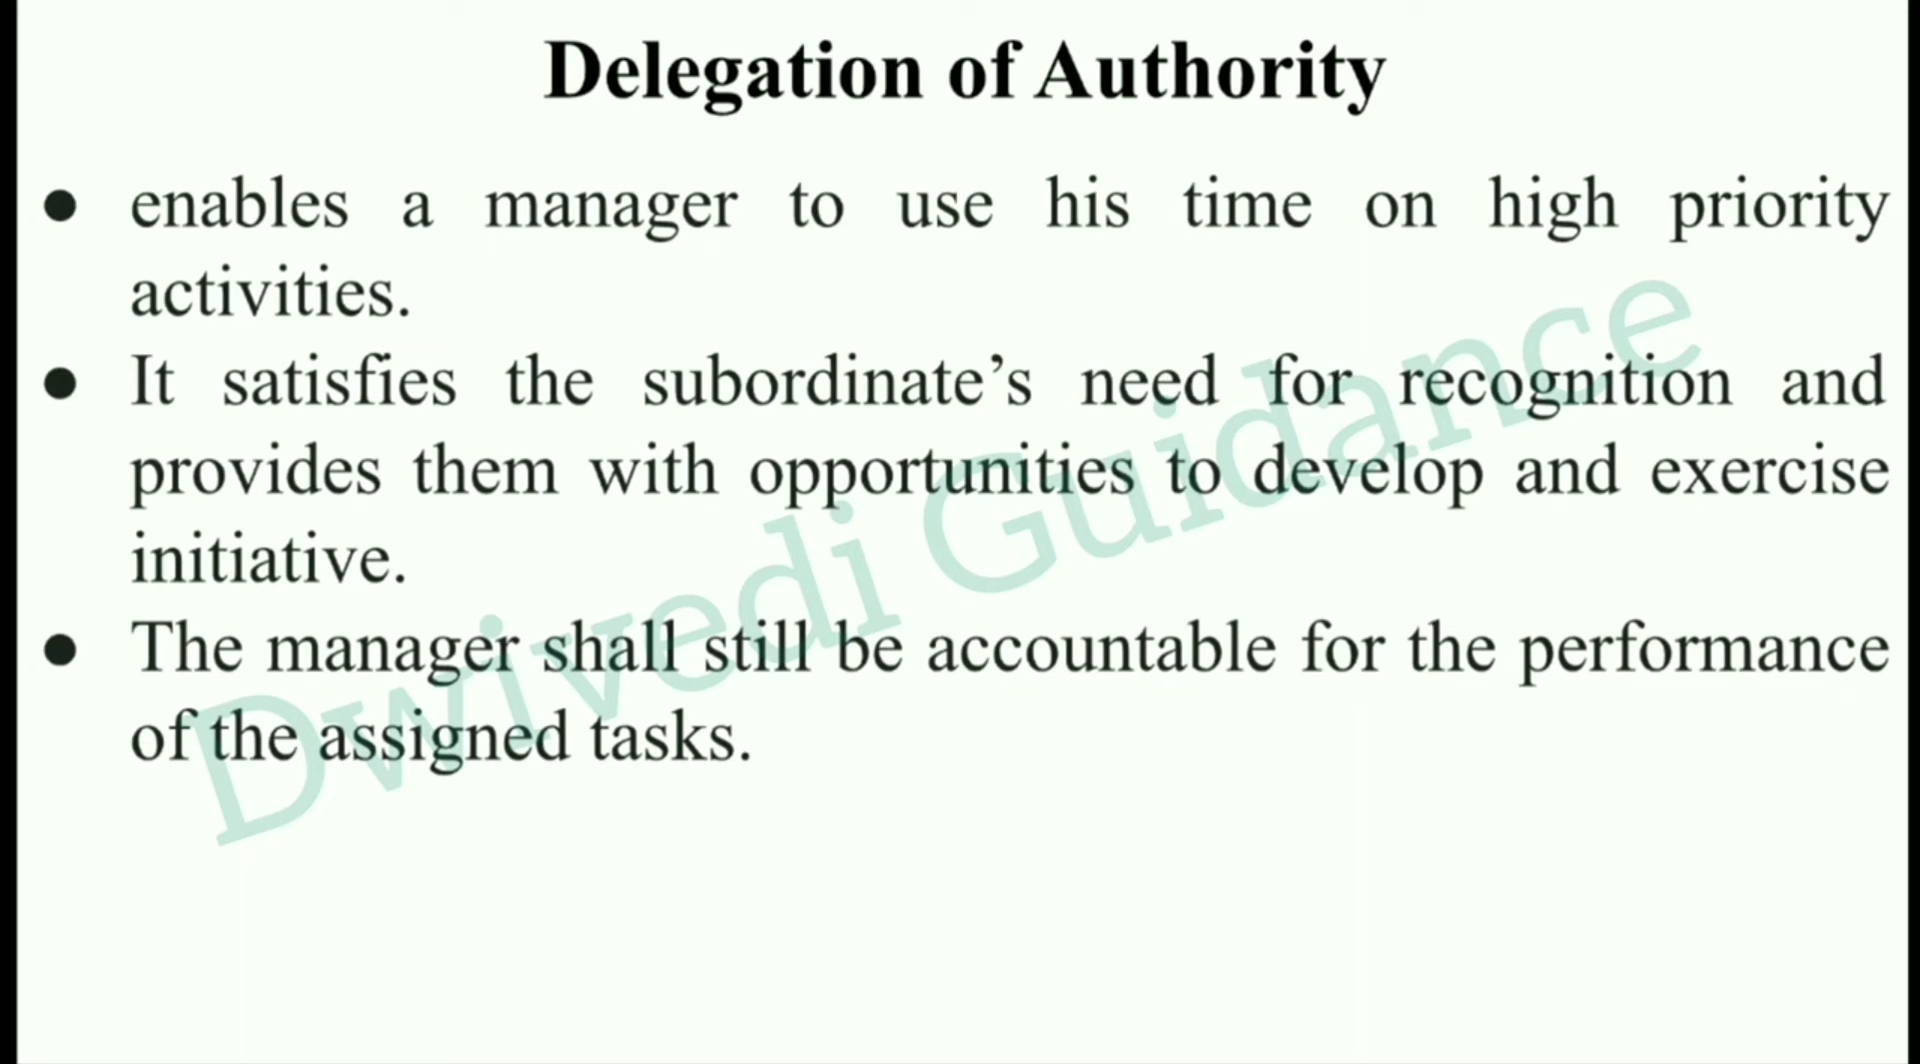 Delegation of Authority
● enables a manager to use his time on high priority
activities.
● It satisfies the subordinate’s need for recognition and
provides them with opportunities to develop and exercise
initiative.
● The manager shall still be accountable for the performance
of the assigned tasks.
Dwivedi Guidance